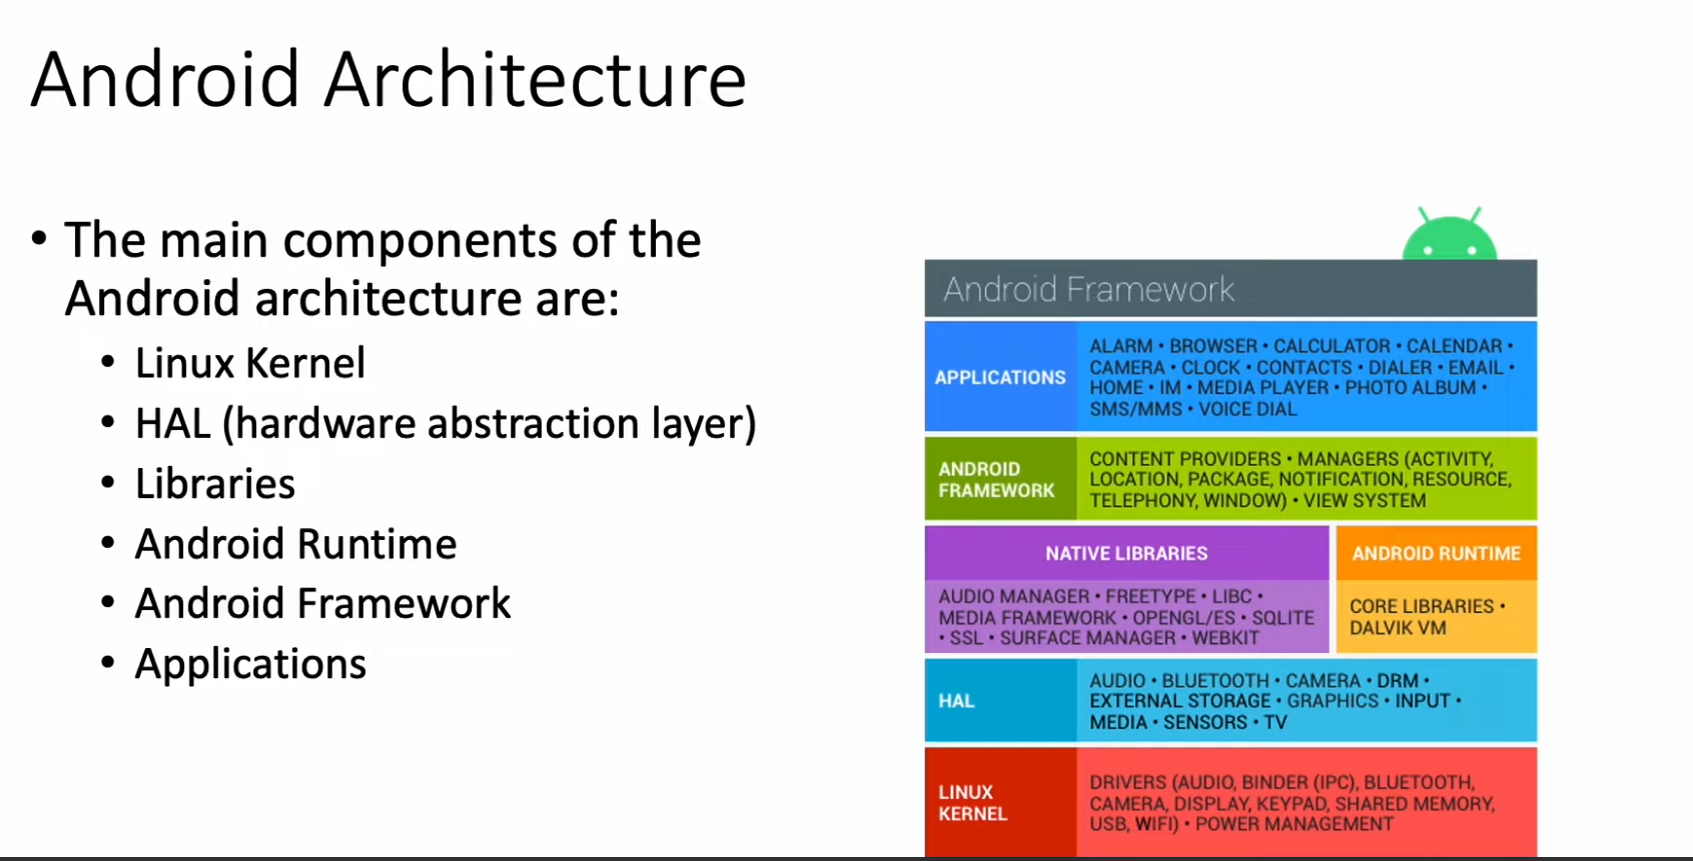 Android Architecture
• The main components of the
Android architecture are:
• Linux Kernel
• HAL (hardware abstraction layer)
• Libraries
• Android Runtime
• Android Framework
• Applications
Android Framework
APPLICATIONS
ALARM • BROWSER • CALCULATOR • CALENDAR •
CAMERA • CLOCK • CONTACTS • DIALER • EMAIL •
HOME • IM • MEDIA PLAYER • PHOTO ALBUM •
SMS/MMS • VOICE DIAL
ANDROID
FRAMEWORK
CONTENT PROVIDERS • MANAGERS (ACTIVITY,
LOCATION, PACKAGE, NOTIFICATION, RESOURCE,
TELEPHONY, WINDOW) • VIEW SYSTEM
NATIVE LIBRARIES
AUDIO MANAGER • FREETYPE • LIBC •
MEDIA FRAMEWORK • OPENGL/ES • SQLITE
• SSL • SURFACE MANAGER • WEBKIT
ANDROID RUNTIME
CORE LIBRARIES •
DALVIK VM
HAL
AUDIO • BLUETOOTH • CAMERA • DRM •
EXTERNAL STORAGE • GRAPHICS • INPUT •
MEDIA • SENSORS • TV
LINUX
KERNEL
DRIVERS (AUDIO, BINDER (IPC), BLUETOOTH,
CAMERA, DISPLAY, KEYPAD, SHARED MEMORY,
USB, WIFI) • POWER MANAGEMENT